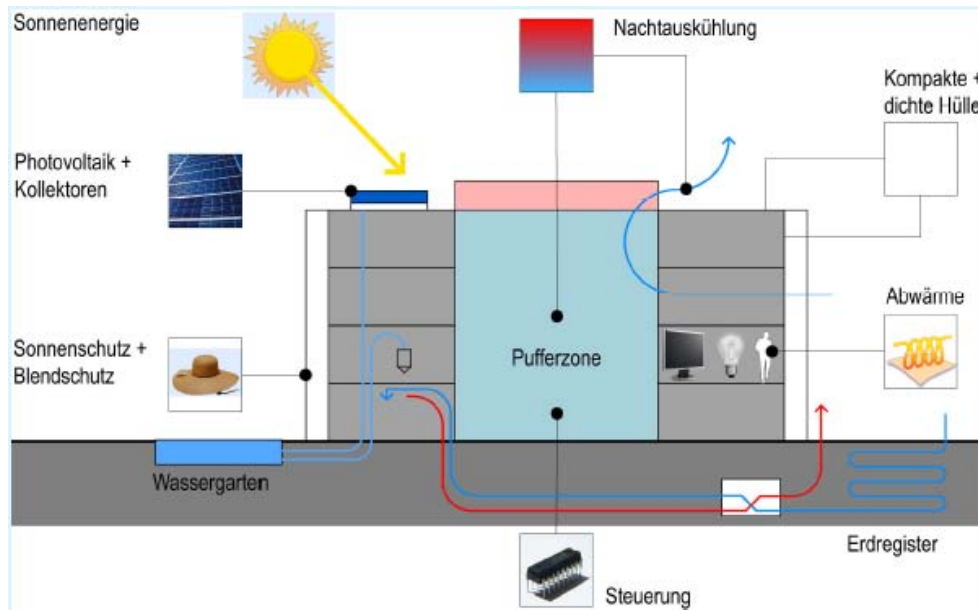 Sonnenenergie
Nachtauskühlung
Kompakte +
dichte Hülle
Photovoltaik +
Kollektoren
Abwärme
Sonnenschutz +
Blendschutz
Pufferzone
Wassergarten
Erdregister
Steuerung